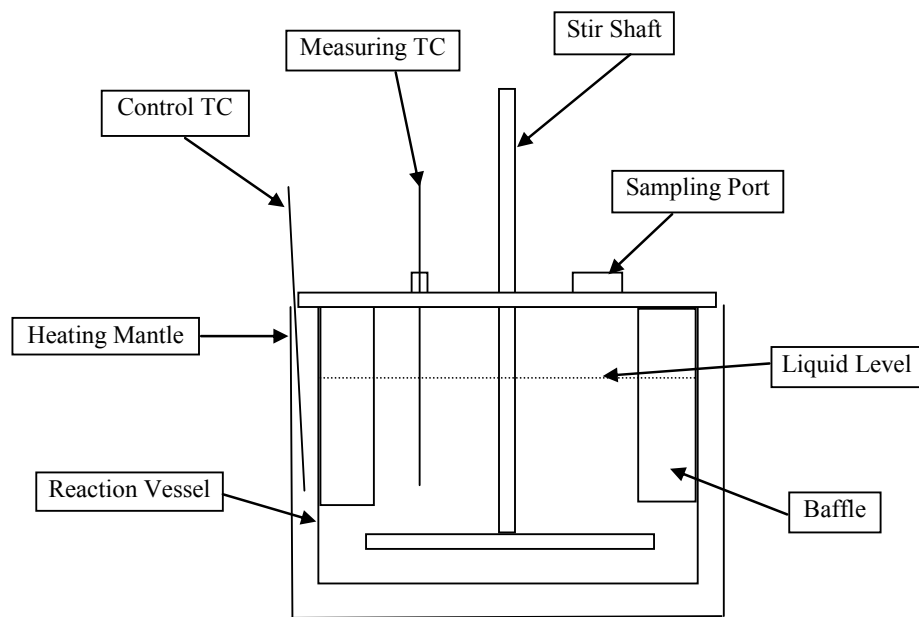 Stir Shaft
Measuring TC
Control TC
Sampling Port
Heating Mantle
Liquid Level
Reaction Vessel
Baffle